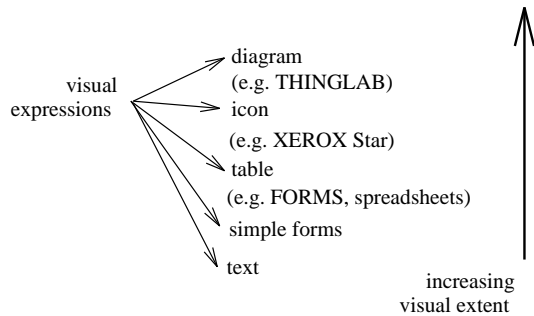 visual
expressions
diagram
(e.g. THINGLAB)
icon
(e.g. XEROX Star)
table
(e.g. FORMS, spreadsheets)
simple forms
text
increasing
visual extent